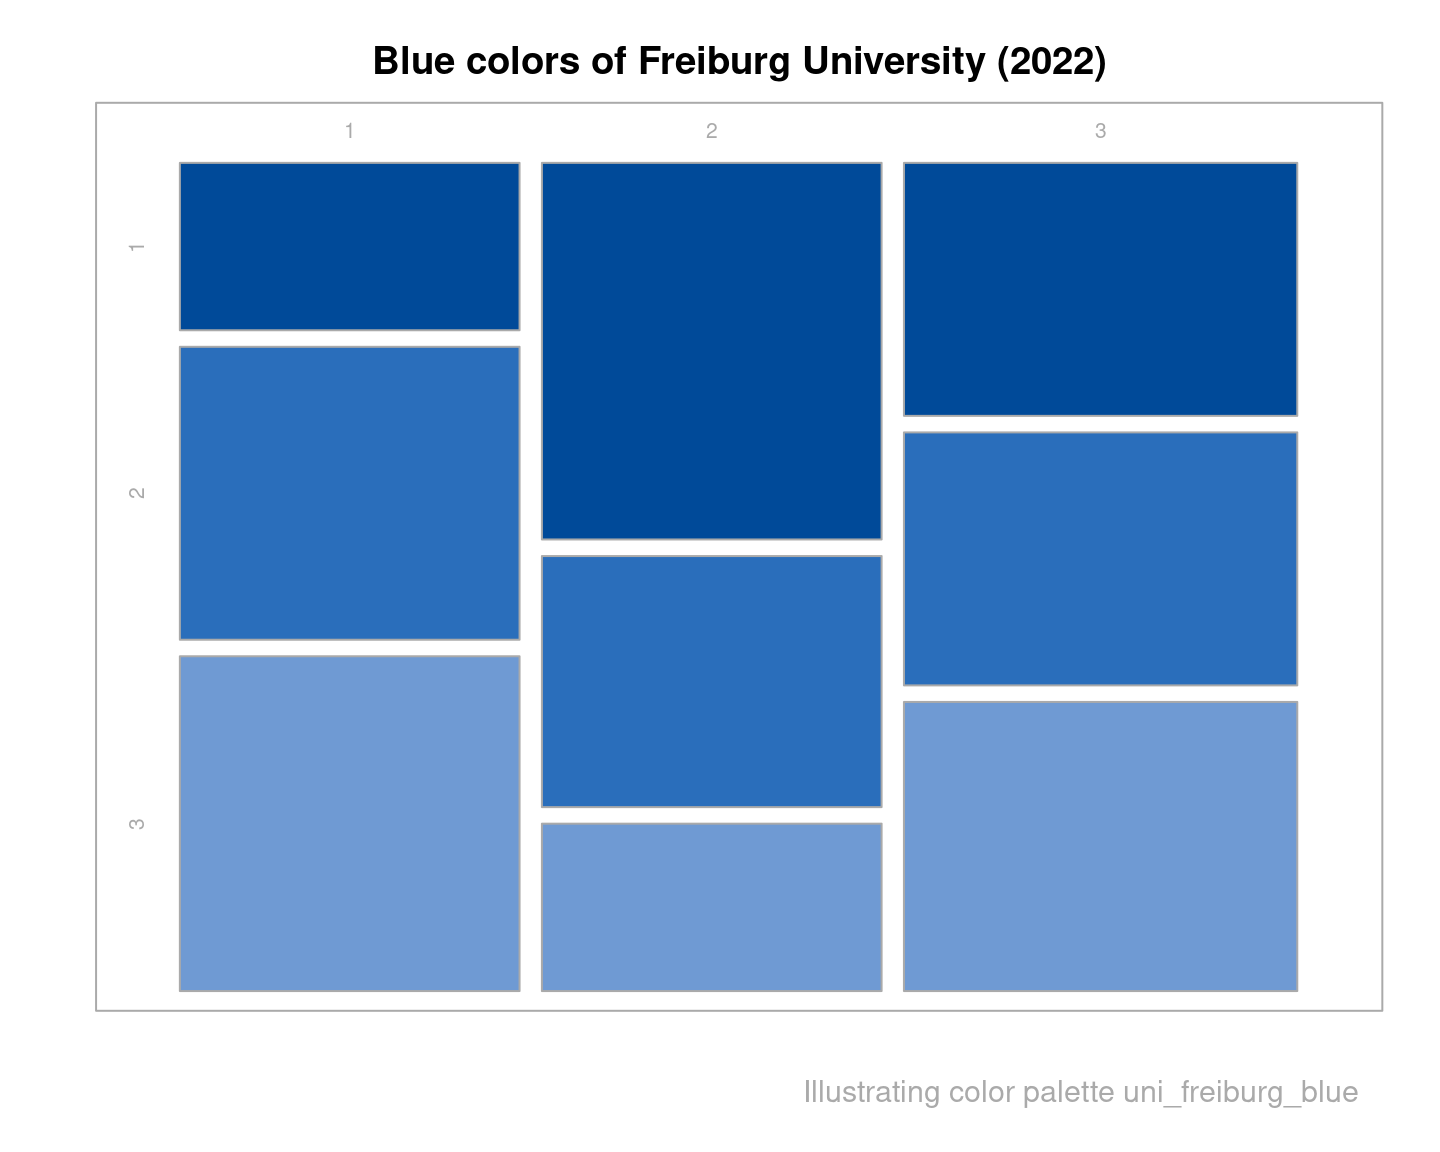 Blue colors of Freiburg University (2022)
1 2 3
1
2
3
Illustrating color palette uni_freiburg_blue